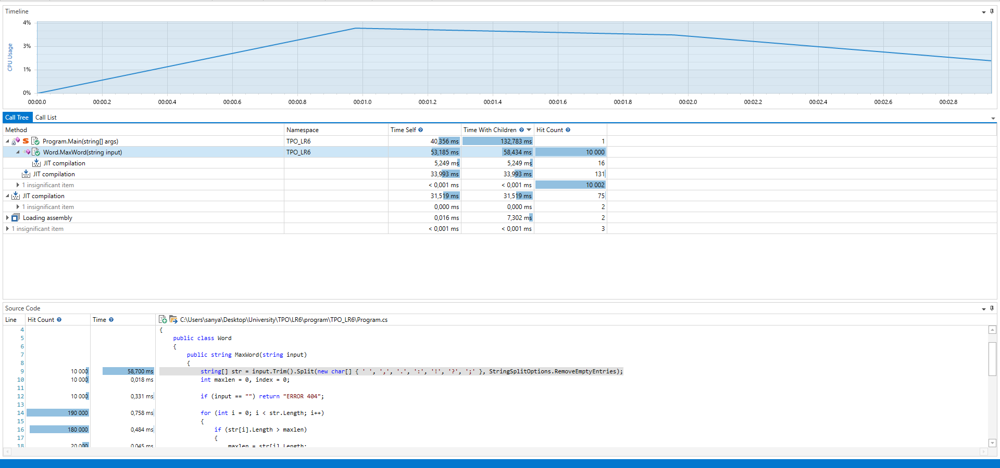 Timeline
CPU Usage
4%
3%
1%
0%
00:00.0 00:00.2 00:00.4 00:00.6 00:00.8 00:01.0 00:01.2 00:01.4 00:01.6 00:01.8 00:02.0 00:02.2 00:02.4 00:02.6 00:02.8
Call Tree Call List
Method Namespace Time Self Time With Children Hit Count
Program.Main(string[] args) TPO_LR6 40,356 ms 132,783 ms 1
Word.MaxWord(string input) TPO_LR6 53,185 ms 58,434 ms 10 000
JIT compilation 5,249 ms 5,249 ms 16
JIT compilation 33,993 ms 33,993 ms 131
1 insignificant item < 0,001 ms < 0,001 ms 10 002
JIT compilation 31,519 ms 31,519 ms 75
1 insignificant item 0,000 ms 0,000 ms 2
Loading assembly 0,016 ms 7,302 ms 2
1 insignificant item < 0,001 ms < 0,001 ms 3
Source Code
Line Hit Count Time C:\Users\sanya\Desktop\University\TPO\LR6\program\TPO_LR6\Program.cs
4 {
5 public class Word
6 {
7 public string MaxWord(string input)
8 {
9 10 000 58,700 ms string[] str = input.Trim().Split(new char[] { ' ', ',', '.', ':', '!', '?', ';' }, StringSplitOptions.RemoveEmptyEntries);
10 10 000 0,018 ms int maxlen = 0, index = 0;
11
12 10 000 0,331 ms if (input == "") return "ERROR 404";
13
14 190 000 0,758 ms for (int i = 0; i < str.Length; i++)
15 {
16 180 000 0,484 ms if (str[i].Length > maxlen)
17 {
18 20 000 0,045 ms maxlen = str[i].Length;